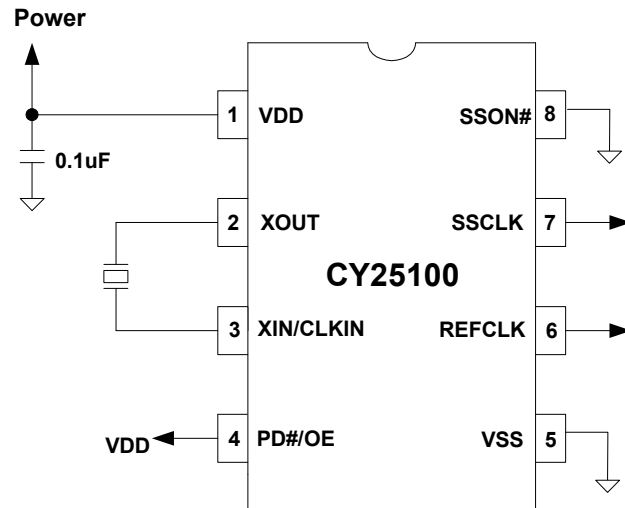 Power
1 VDD SSON# 8
0.1uF
2 XOUT SSCLK 7
CY25100
3 XIN/CLKIN REFCLK 6
VDD 4 PD#/OE VSS 5